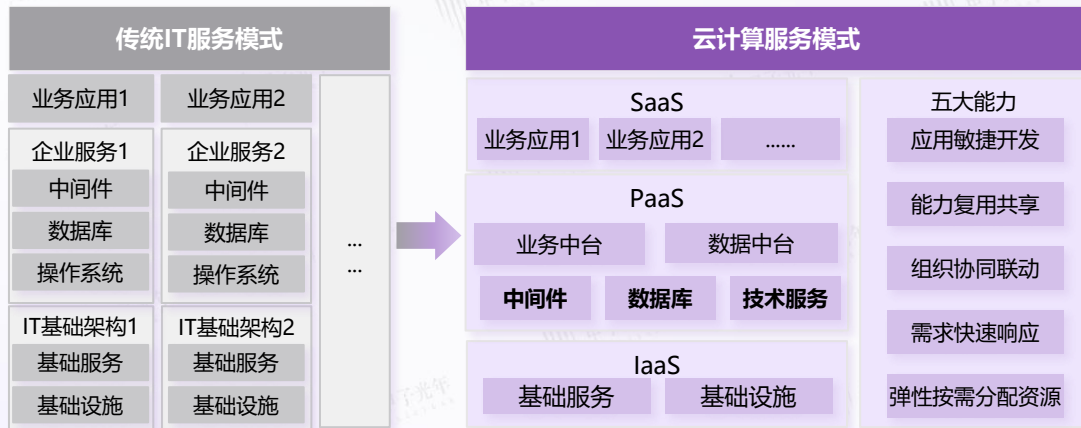 传统IT服务模式
业务应用1
业务应用2
企业服务1
中间件
数据库
操作系统
企业服务2
中间件
数据库
操作系统
IT基础架构1
基础服务
基础设施
IT基础架构2
基础服务
基础设施
...
...
云计算服务模式
SaaS
业务应用1
业务应用2
......
PaaS
业务中台
数据中台
中间件
数据库
技术服务
IaaS
基础服务
基础设施
五大能力
应用敏捷开发
能力复用共享
组织协同联动
需求快速响应
弹性按需分配资源